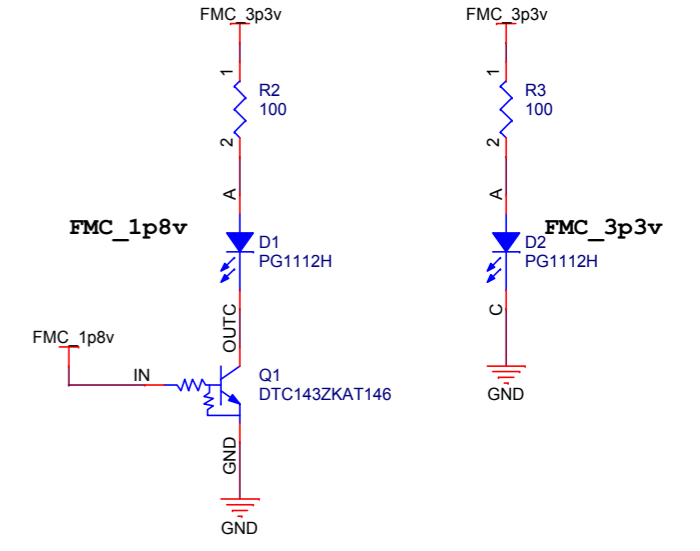 FMC_3p3v
1
R2
100
2
A
FMC_1p8v
D1
PG1112H
OUTC
FMC_1p8v
IN
Q1
DTC143ZKAT146
GND
GND
FMC_3p3v
1
R3
100
2
A
FMC_3p3v
D2
PG1112H
C
GND